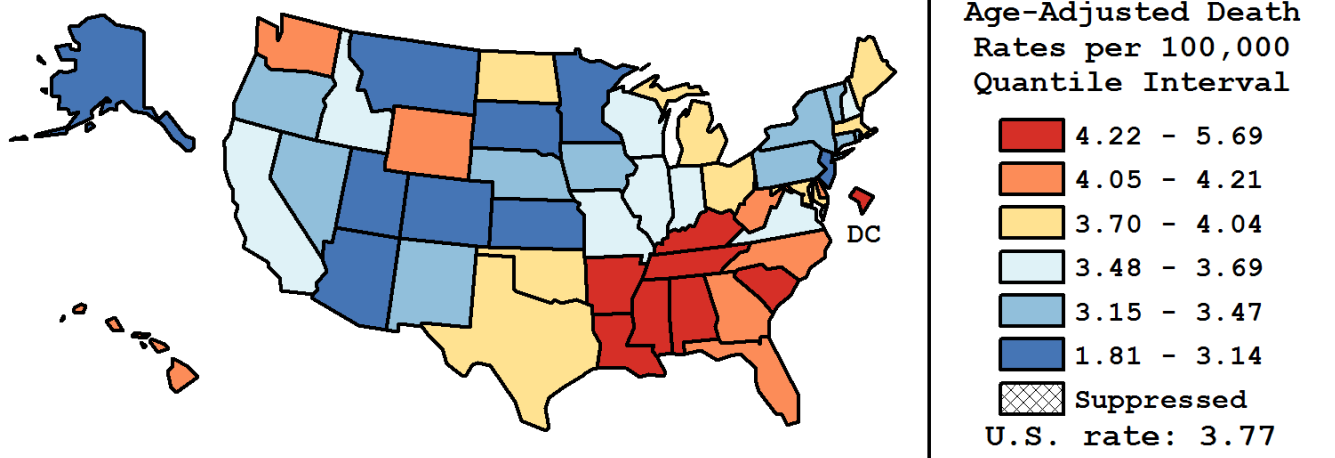 DC
Age-Adjusted Death
Rates per 100,000
Quantile Interval
4.22 - 5.69
4.05 - 4.21
3.70 - 4.04
3.48 - 3.69
3.15 - 3.47
1.81 - 3.14
Suppressed
U.S. rate: 3.77